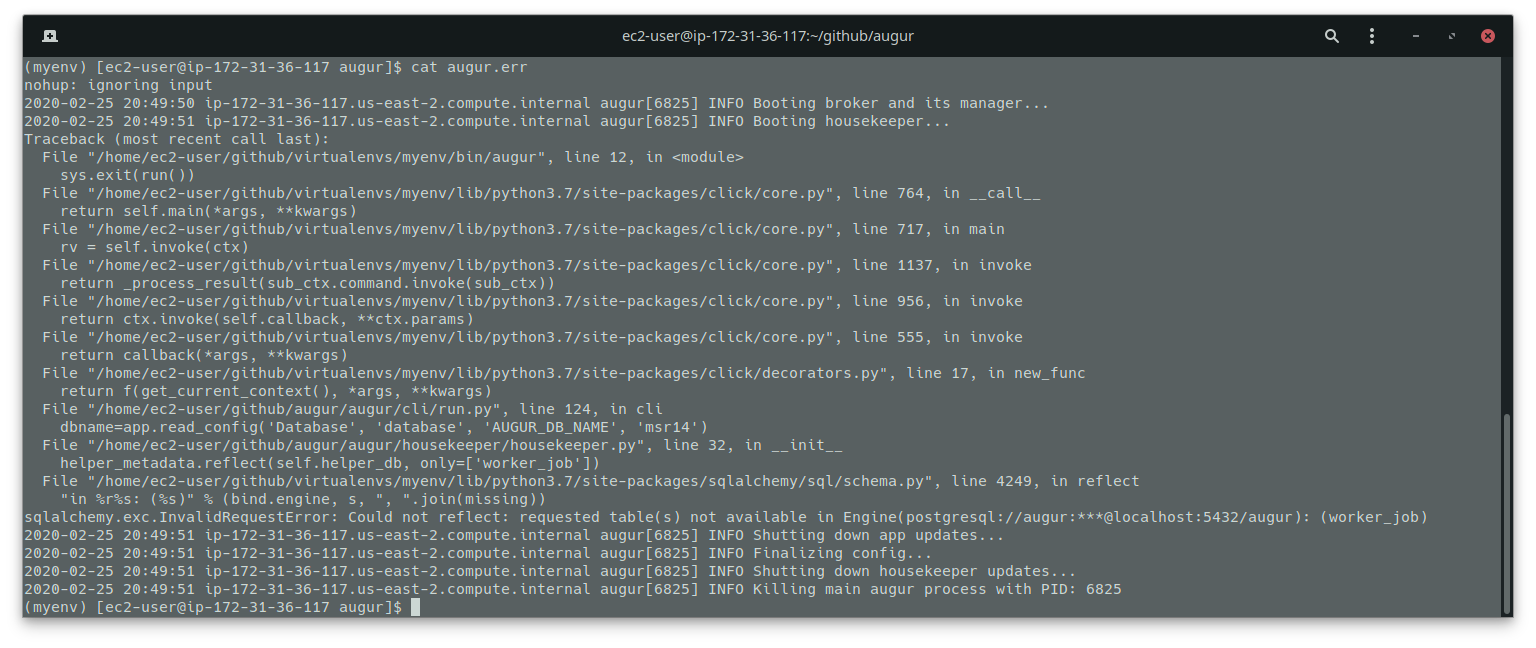 ec2-user@ip-172-31-36-117:~/github/augur
(myenv) [ec2-user@ip-172-31-36-117 augur]$ cat augur.err
nohup: ignoring input
2020-02-25 20:49:50 ip-172-31-36-117.us-east-2.compute.internal augur[6825] INFO Booting broker and its manager...
2020-02-25 20:49:51 ip-172-31-36-117.us-east-2.compute.internal augur[6825] INFO Booting housekeeper...
Traceback (most recent call last):
  File "/home/ec2-user/github/virtualenvs/myenv/bin/augur", line 12, in <module>
    sys.exit(run())
  File "/home/ec2-user/github/virtualenvs/myenv/lib/python3.7/site-packages/click/core.py", line 764, in __call__
    return self.main(*args, **kwargs)
  File "/home/ec2-user/github/virtualenvs/myenv/lib/python3.7/site-packages/click/core.py", line 717, in main
    rv = self.invoke(ctx)
  File "/home/ec2-user/github/virtualenvs/myenv/lib/python3.7/site-packages/click/core.py", line 1137, in invoke
    return _process_result(sub_ctx.command.invoke(sub_ctx))
  File "/home/ec2-user/github/virtualenvs/myenv/lib/python3.7/site-packages/click/core.py", line 956, in invoke
    return ctx.invoke(self.callback, **ctx.params)
  File "/home/ec2-user/github/virtualenvs/myenv/lib/python3.7/site-packages/click/core.py", line 555, in invoke
    return callback(*args, **kwargs)
  File "/home/ec2-user/github/virtualenvs/myenv/lib/python3.7/site-packages/click/decorators.py", line 17, in new_func
    return f(get_current_context(), *args, **kwargs)
  File "/home/ec2-user/github/augur/augur/cli/run.py", line 124, in cli
    dbname=app.read_config('Database', 'database', 'AUGUR_DB_NAME', 'msr14')
  File "/home/ec2-user/github/augur/augur/housekeeper/housekeeper.py", line 32, in __init__
    helper_metadata.reflect(self.helper_db, only=['worker_job'])
  File "/home/ec2-user/github/virtualenvs/myenv/lib/python3.7/site-packages/sqlalchemy/sql/schema.py", line 4249, in reflect
    "in %r%s: (%s)" % (bind.engine, s, ", ".join(missing))
sqlalchemy.exc.InvalidRequestError: Could not reflect: requested table(s) not available in Engine(postgresql://augur:***@localhost:5432/augur): (worker_job)
2020-02-25 20:49:51 ip-172-31-36-117.us-east-2.compute.internal augur[6825] INFO Shutting down app updates...
2020-02-25 20:49:51 ip-172-31-36-117.us-east-2.compute.internal augur[6825] INFO Finalizing config...
2020-02-25 20:49:51 ip-172-31-36-117.us-east-2.compute.internal augur[6825] INFO Shutting down housekeeper updates...
2020-02-25 20:49:51 ip-172-31-36-117.us-east-2.compute.internal augur[6825] INFO Killing main augur process with PID: 6825
(myenv) [ec2-user@ip-172-31-36-117 augur]$